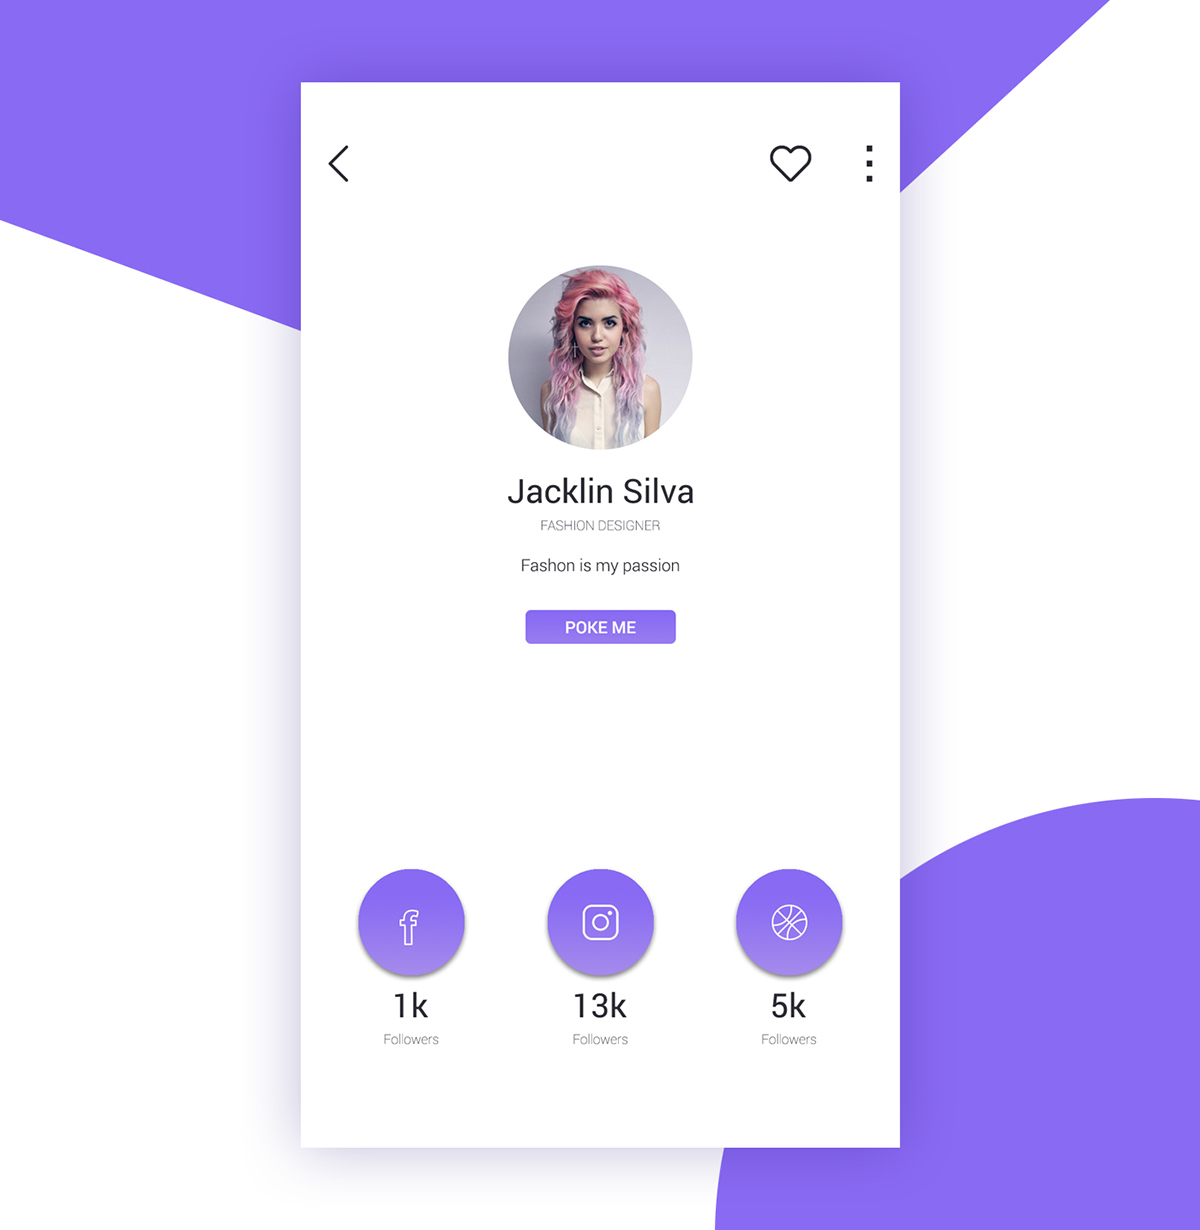 Jacklin Silva
FASHION DESIGNER
Fashon is my passion
POKE ME
1k
13k
5k
Followers
Followers
Followers